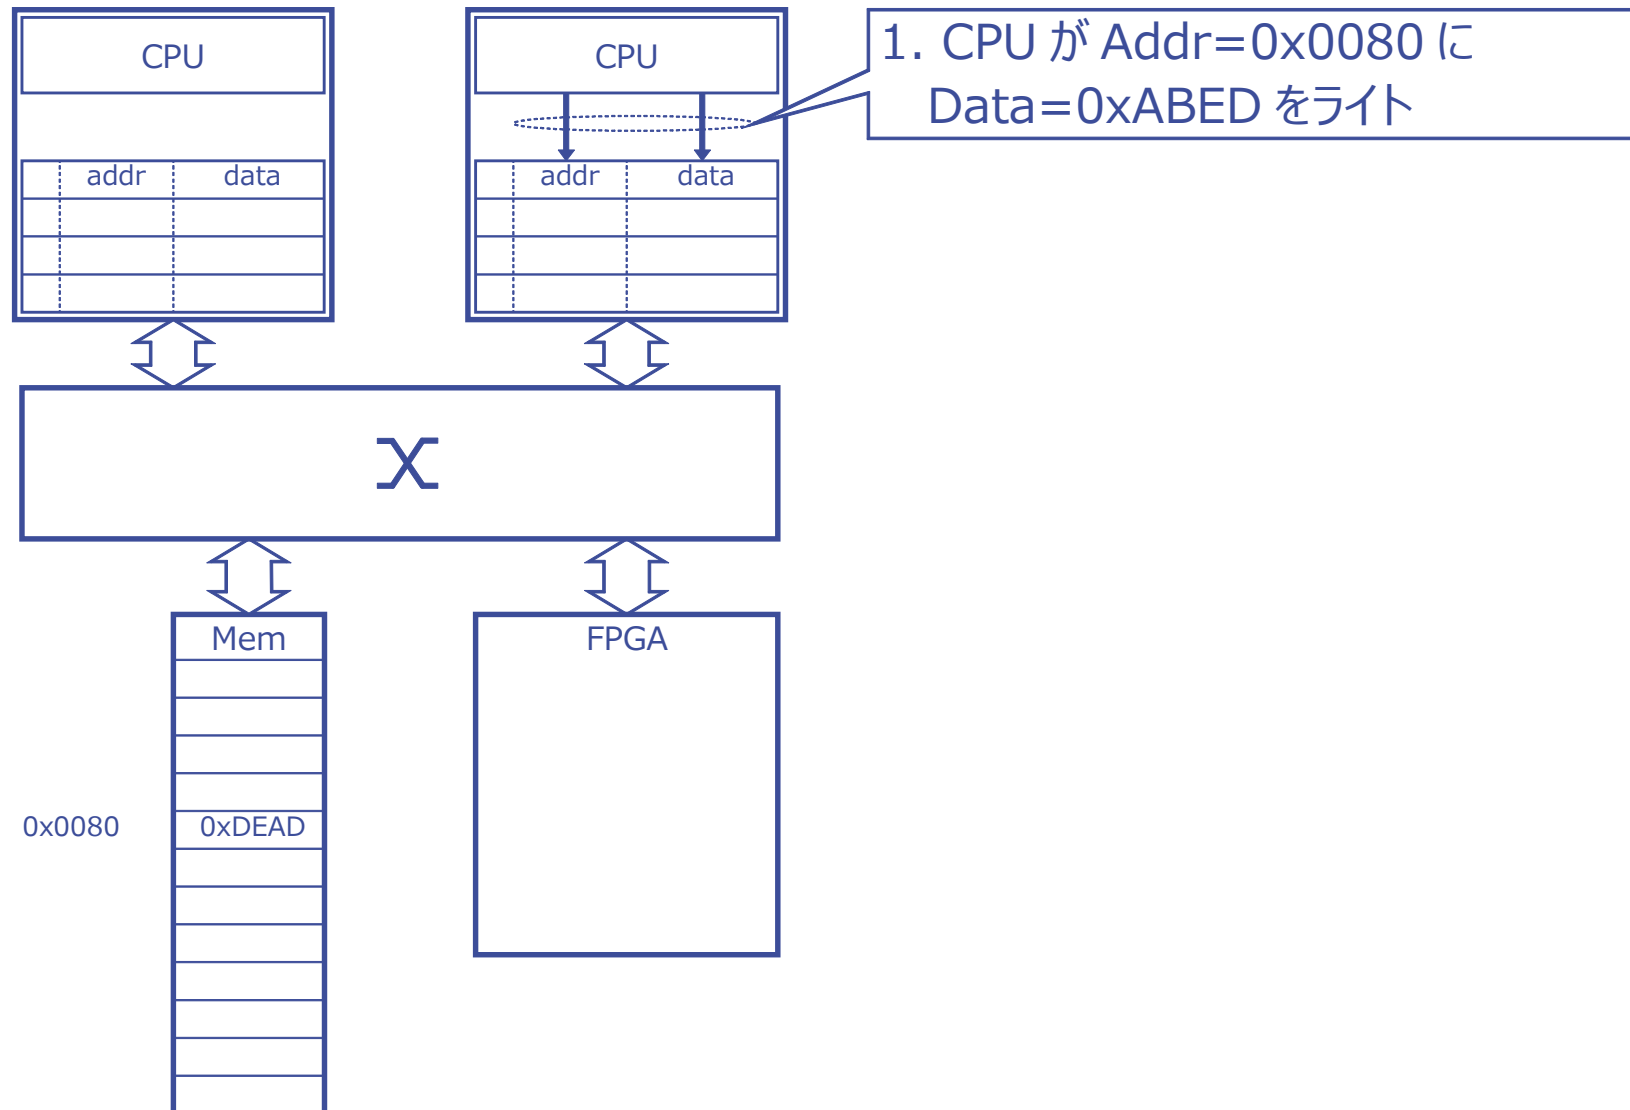 CPU
CPU
1. CPU が Addr=0x0080 に
Data=0xABED をライト
addr data
addr data
Mem
FPGA
0x0080 0xDEAD